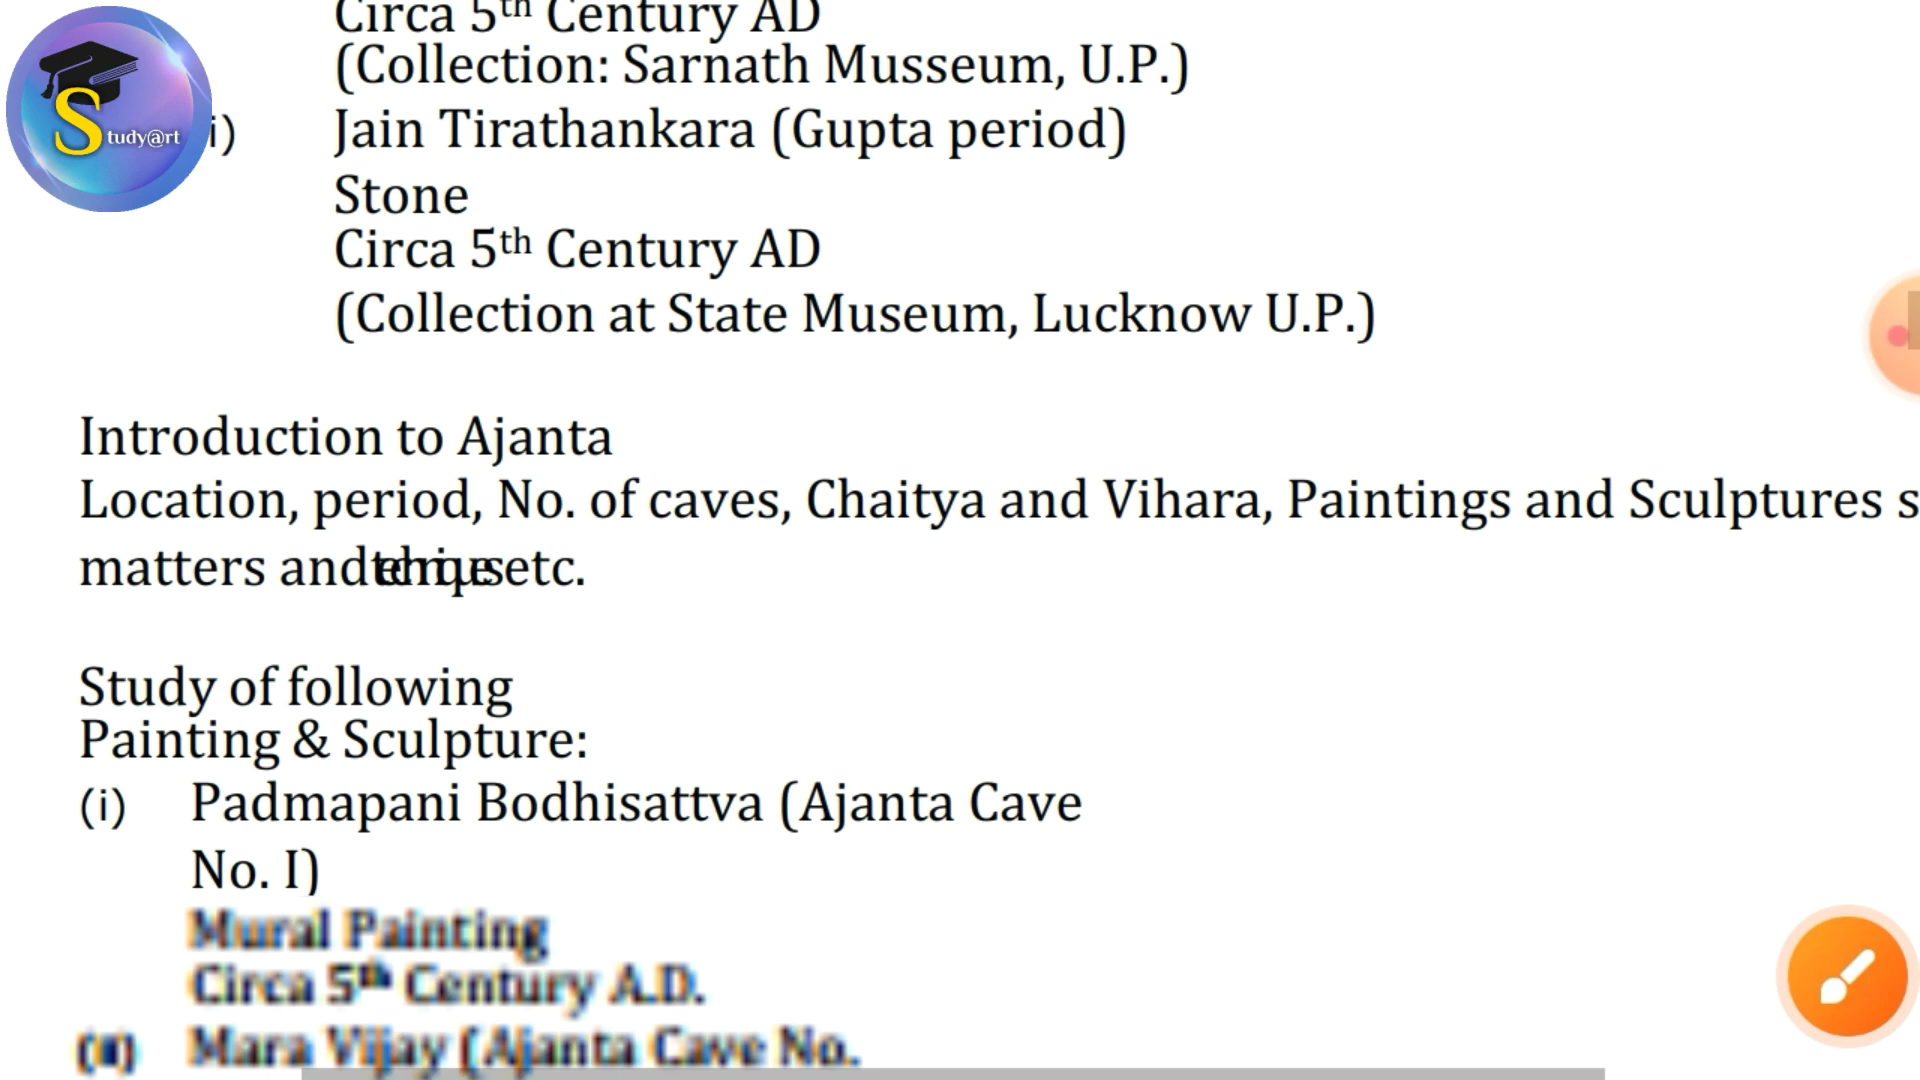 Circa 5th Century AD
(Collection: Sarnath Musseum, U.P.)
Study@rt
i)
Jain Tirathankara (Gupta period)
Stone
Circa 5th Century AD
(Collection at State Museum, Lucknow U.P.)
Introduction to Ajanta
Location, period, No. of caves, Chaitya and Vihara, Paintings and Sculptures s
matters and etc.
Study of following
Painting & Sculpture:
(i) Padmapani Bodhisattva (Ajanta Cave
No. I)
Mural Painting
Circa 5th Century A.D.
(ii) Mara Vijay (Ajanta Cave No.